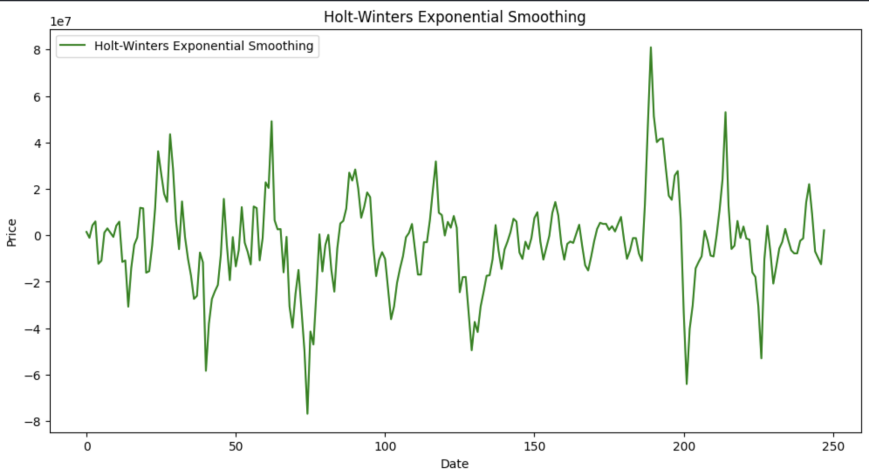 Holt-Winters Exponential Smoothing
1e7
Holt-Winters Exponential Smoothing
8
6
4
2
0
−2
−4
−6
−8
Price
0 50 100 150 200 250
Date